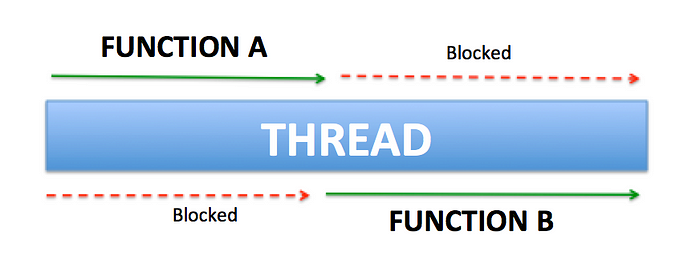 FUNCTION A
Blocked
THREAD
Blocked
FUNCTION B